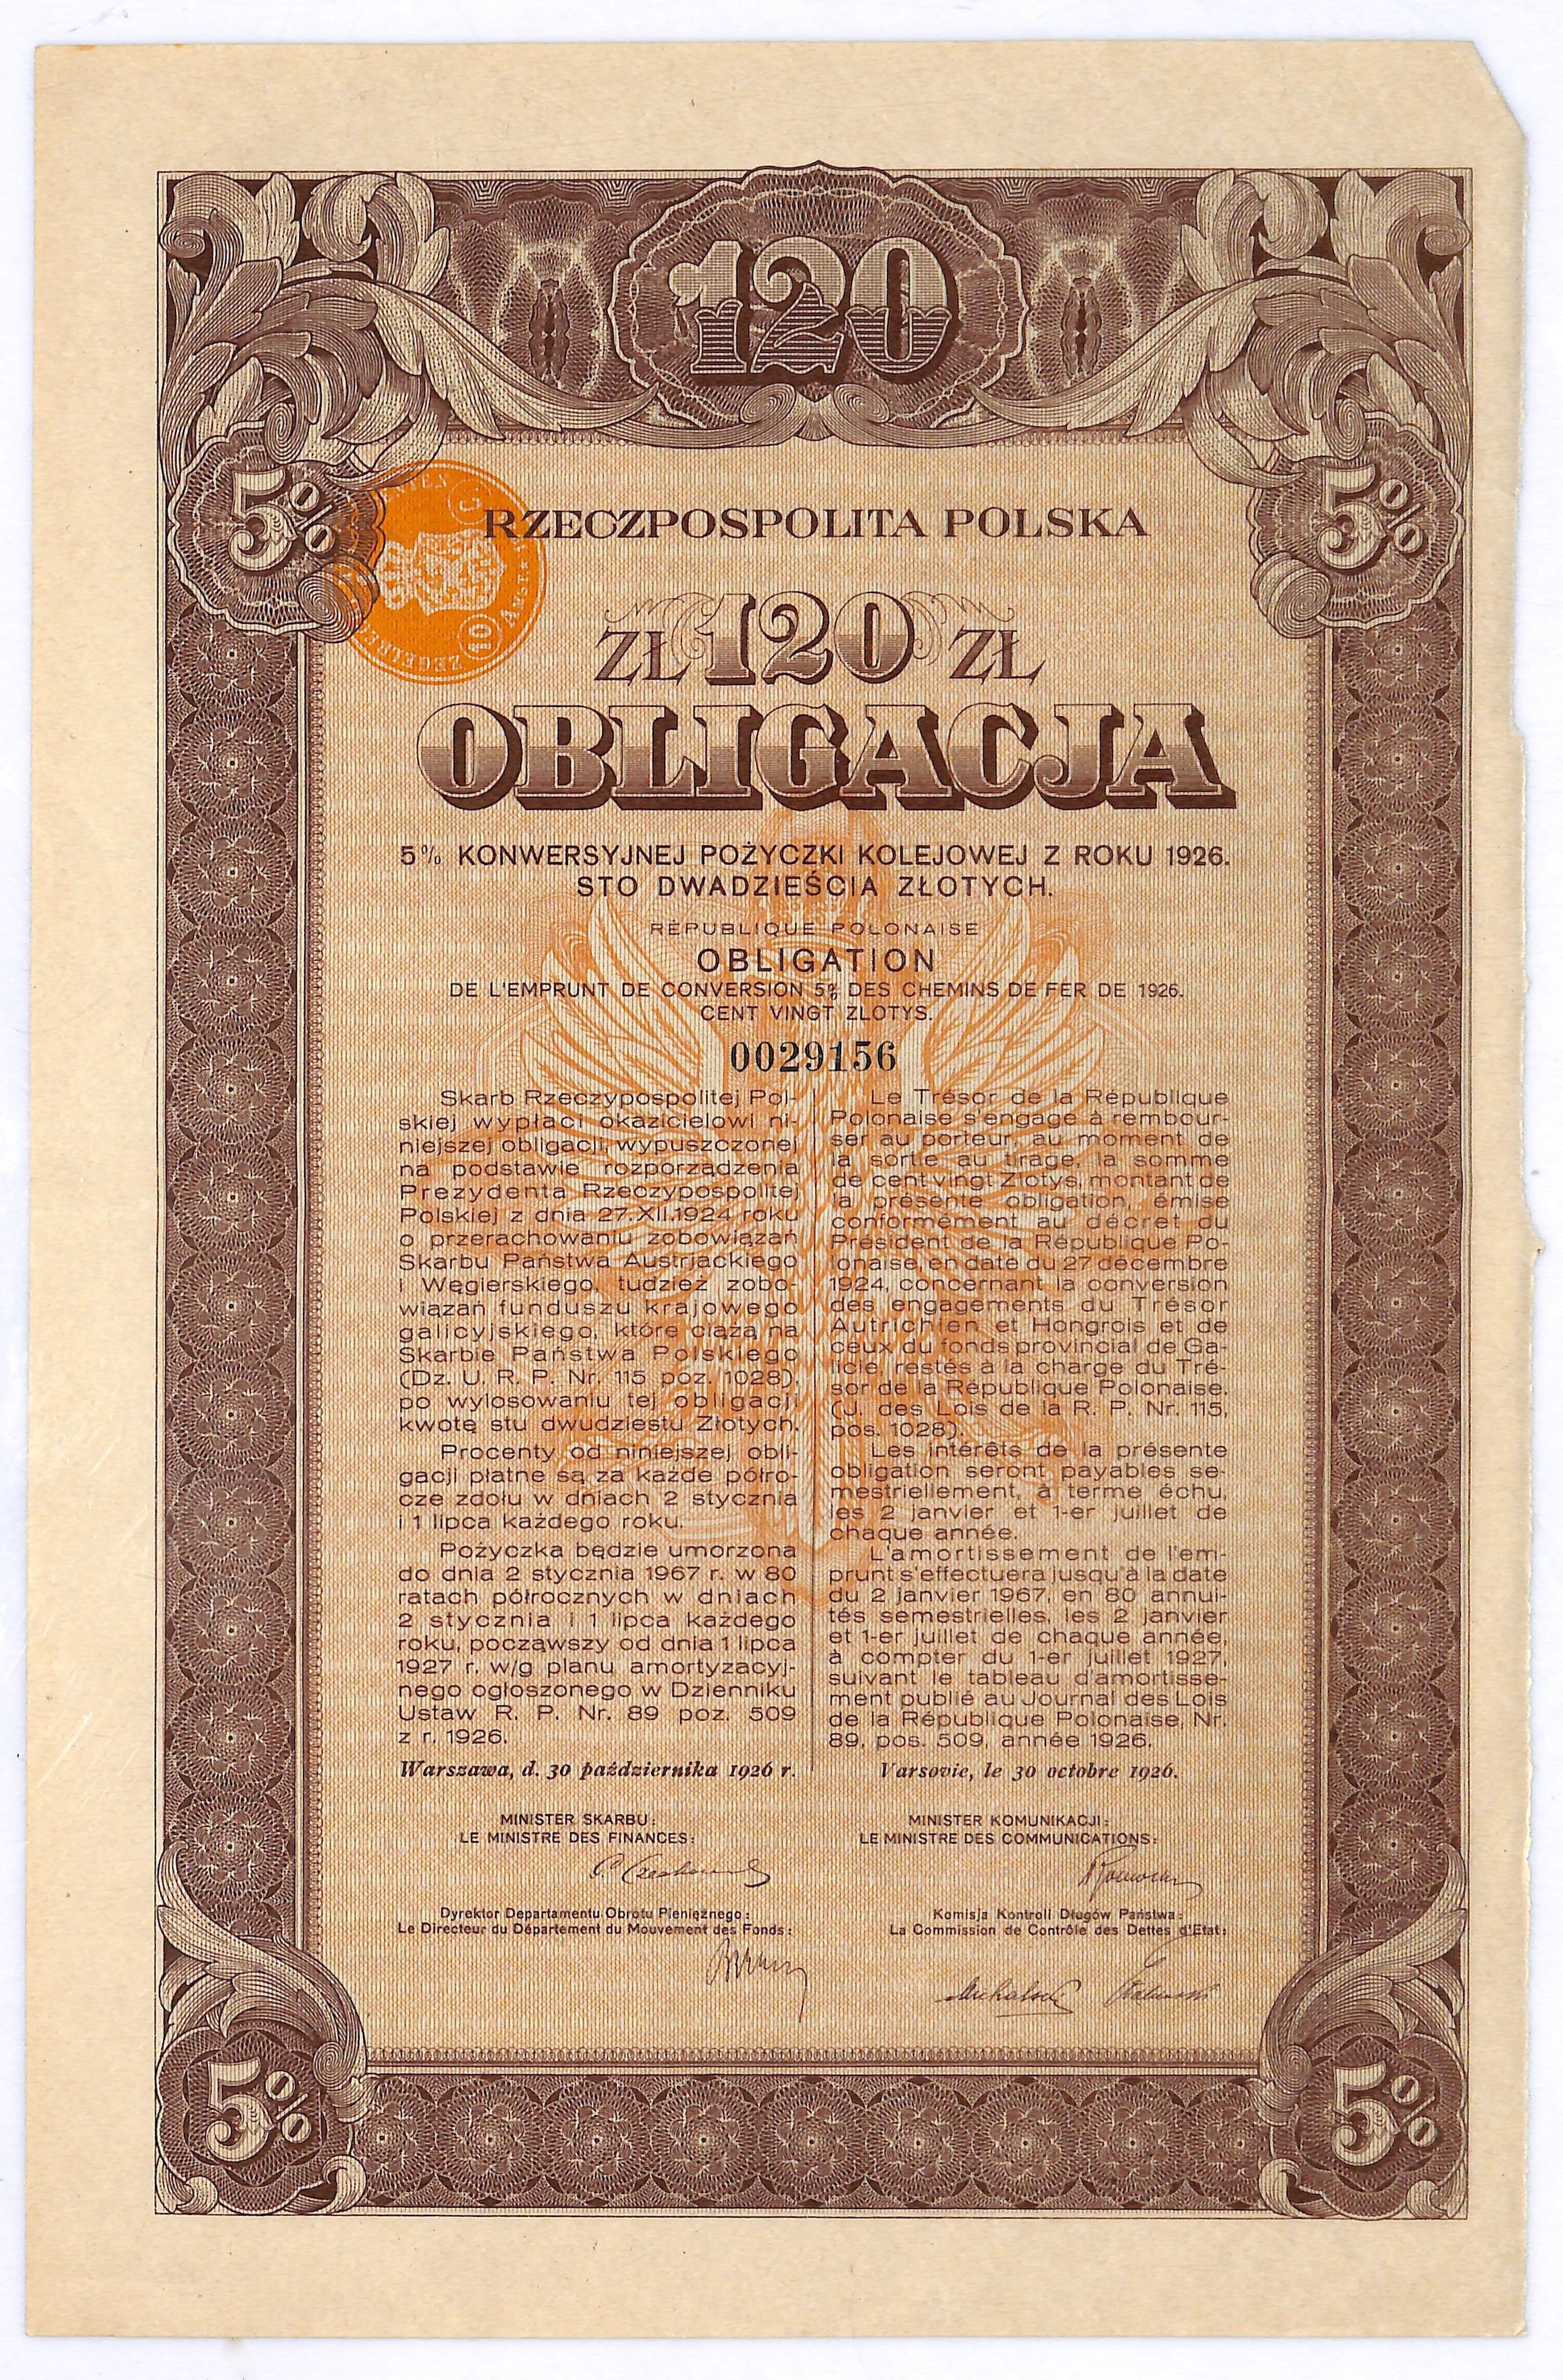 120
5%
5%
RZECZPOSPOLITA POLSKA
ZŁ 120 ZŁ
OBLIGACJA
5% KONWERSYJNEJ POŻYCZKI KOLEJOWEJ Z ROKU 1926.
STO DWADZIEŚCIA ZŁOTYCH.
RÉPUBLIQUE POLONAISE
OBLIGATION
DE L'EMPRUNT DE CONVERSION 5% DES CHEMINS DE FER DE 1926.
CENT VINGT ZLOTYS.
0029156
Skarb Rzeczypospolitej Pol-
skiej wypłaci okazicielowi ni-
niejszej obligacji, wypuszczonej
na podstawie rozporządzenia
Prezydenta Rzeczypospolitej
Polskiej z dnia 27.XII.1924 roku
o przerachowaniu zobowiązań
Skarbu Państwa Austrjackiego
i Węgierskiego, tudzież zobo-
wiązań funduszu krajowego
galicyjskiego, które ciążą na
Skarbie Państwa Polskiego
(Dz. U. R. P. Nr. 115 poz. 1028),
po wylosowaniu tej obligacji
kwotę stu dwudziestu Złotych.
Procenty od niniejszej obli-
gacji płatne są za każde półro-
cze zdołu w dniach 2 stycznia
i 1 lipca każdego roku.
Pożyczka będzie umorzona
do dnia 2 stycznia 1967 r. w 80
ratach półrocznych w dniach
2 stycznia i 1 lipca każdego
roku, począwszy od dnia 1 lipca
1927 r. w/g planu amortyzacyj-
nego ogłoszonego w Dzienniku
Ustaw R. P. Nr. 89 poz. 509
z r. 1926.
Warszawa, d. 30 października 1926 r.
Le Trésor de la République
Polonaise s'engage à rembour-
ser au porteur, au moment de
la sortie au tirage, la somme
de cent vingt Zlotys, montant de
la présente obligation, émise
conformément au décret du
Président de la République Po-
lonaise, en date du 27 décembre
1924, concernant la conversion
des engagements du Trésor
Autrichien et Hongrois et de
ceux du fonds provincial de Ga-
licie, restés à la charge du Tré-
sor de la République Polonaise.
(J. des Lois de la R. P. Nr. 115,
pos. 1028).
Les intérêts de la présente
obligation seront payables se-
mestriellement, à terme échu,
les 2 janvier et 1-er juillet de
chaque année.
L'amortissement de l'em-
prunt s'effectuera jusqu'à la date
du 2 janvier 1967, en 80 annui-
tés semestrielles, les 2 janvier
et 1-er juillet de chaque année,
à compter du 1-er juillet 1927,
suivant le tableau d'amortisse-
ment publié au Journal des Lois
de la République Polonaise, Nr.
89, pos. 509, année 1926.
Varsovie, le 30 octobre 1926.
MINISTER SKARBU:
LE MINISTRE DES FINANCES:
MINISTER KOMUNIKACJI:
LE MINISTRE DES COMMUNICATIONS:
Dyrektor Departamentu Obrotu Pieniężnego:
Le Directeur du Département du Mouvement des Fonds:
Komisja Kontroli Długów Państwa:
La Commission de Contrôle des Dettes d'Etat:
5%
5%